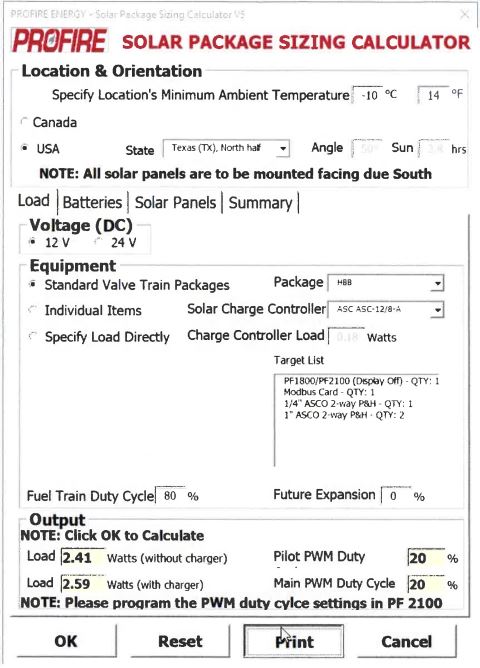 PROFIRE ENERGY - Solar Package Sizing Calculator V5
PROFIRE SOLAR PACKAGE SIZING CALCULATOR
Location & Orientation
Specify Location's Minimum Ambient Temperature -10 ºC 14 ºF
Canada
USA State Texas (TX), North half Angle 50° Sun 2.8 hrs
NOTE: All solar panels are to be mounted facing due South
Load Batteries Solar Panels Summary
Voltage (DC)
12 V 24 V
Equipment
Standard Valve Train Packages Package HBB
Individual Items Solar Charge Controller ASC ASC-12/8-A
Specify Load Directly Charge Controller Load 0.18 Watts
Target List
PF1800/PF2100 (Display Off) - QTY: 1
Modbus Card - QTY: 1
1/4" ASCO 2-way P&H - QTY: 1
1" ASCO 2-way P&H - QTY: 2
Fuel Train Duty Cycle 80 % Future Expansion 0 %
Output
NOTE: Click OK to Calculate
Load 2.41 Watts (without charger) Pilot PWM Duty 20 %
Load 2.59 Watts (with charger) Main PWM Duty Cycle 20 %
NOTE: Please program the PWM duty cylce settings in PF 2100
OK Reset Print Cancel